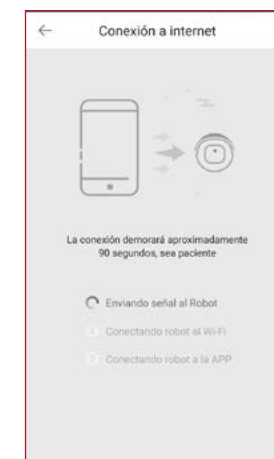 Conexión a internet
La conexión demorará aproximadamente
90 segundos, sea paciente
Enviando señal al Robot
Conectando robot al Wi-Fi
Conectando robot a la APP